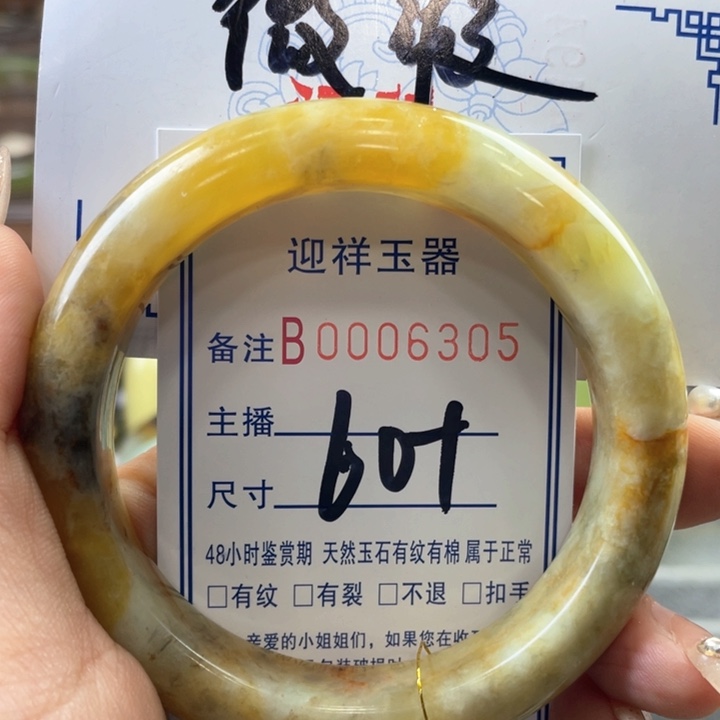 微瑕
迎祥玉器
备注B0006305
主播
尺寸 60+
48小时鉴赏期 天然玉石有纹有棉 属于正常
□有纹 □有裂 □不退 □扣手
亲爱的小姐姐们，如果您在收